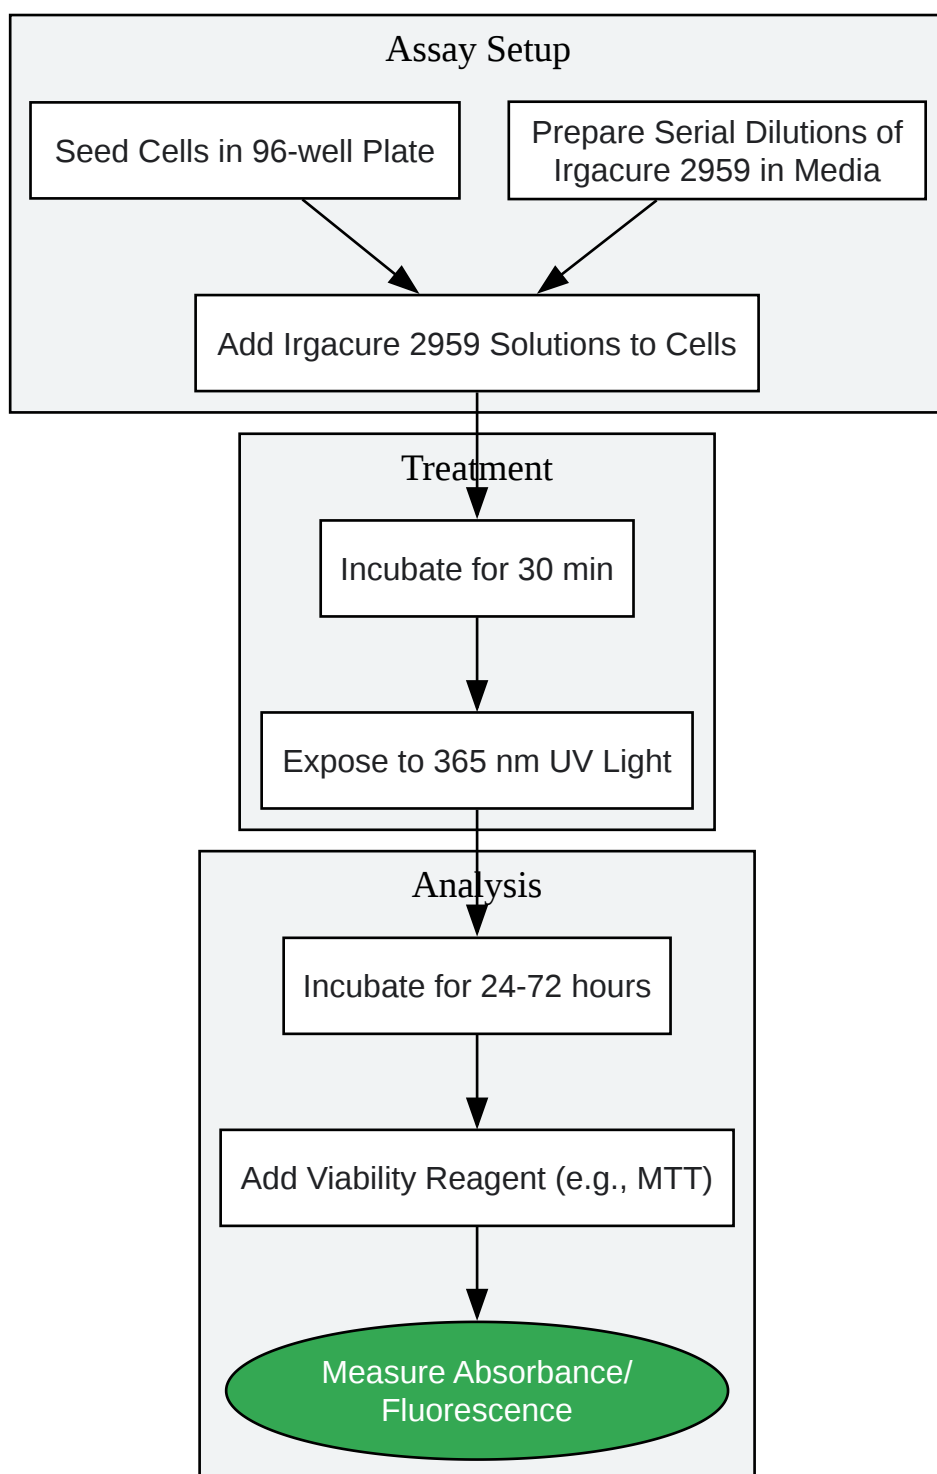 Assay Setup
Seed Cells in 96-well Plate
Prepare Serial Dilutions of
Irgacure 2959 in Media
Add Irgacure 2959 Solutions to Cells
Treatment
Incubate for 30 min
Expose to 365 nm UV Light
Analysis
Incubate for 24-72 hours
Add Viability Reagent (e.g., MTT)
Measure Absorbance/
Fluorescence